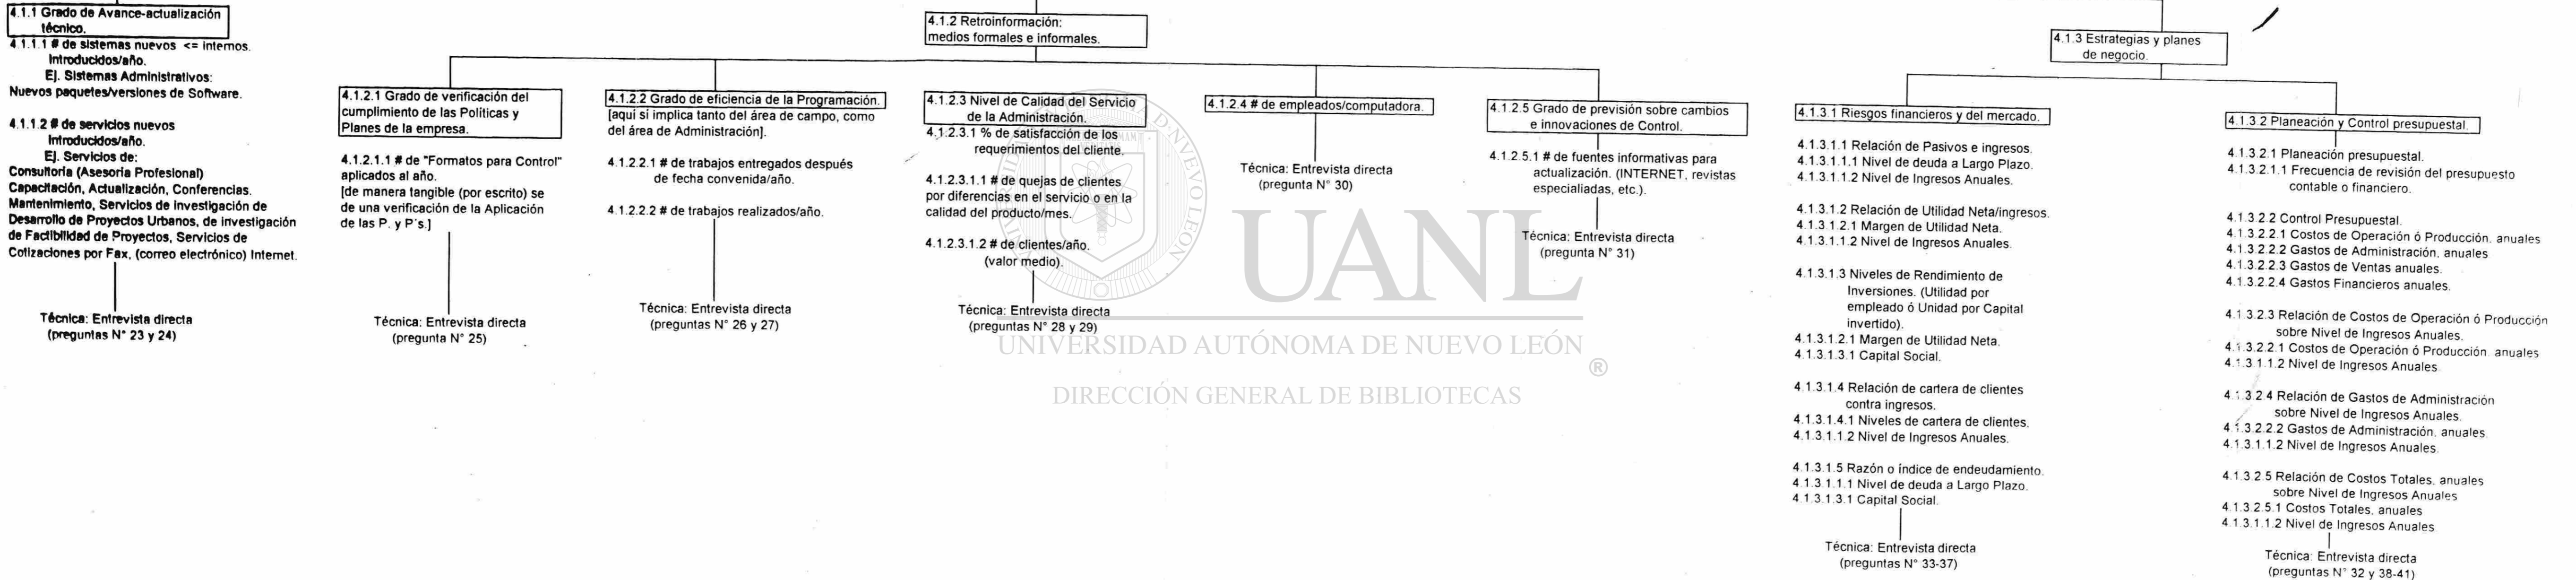 4.1.1 Grado de Avance-actualización
técnico.
4.1.1.1 # de sistemas nuevos <= internos.
Introducidos/año.
Ej. Sistemas Administrativos:
Nuevos paquetes/versiones de Software.
4.1.1.2 # de servicios nuevos
Introducidos/año.
Ej. Servicios de:
Consultoría (Asesoría Profesional)
Capacitación, Actualización, Conferencias.
Mantenimiento, Servicios de Investigación de
Desarrollo de Proyectos Urbanos, de investigación
de Factibilidad de Proyectos, Servicios de
Cotizaciones por Fax, (correo electrónico) Internet.
Técnica: Entrevista directa
(preguntas N° 23 y 24)
4.1.2 Retroinformación:
medios formales e informales.
4.1.2.1 Grado de verificación del
cumplimiento de las Políticas y
Planes de la empresa.
4.1.2.1.1 # de "Formatos para Control"
aplicados al año.
[de manera tangible (por escrito) se
de una verificación de la Aplicación
de las P. y P´s.]
Técnica: Entrevista directa
(pregunta N° 25)
4.1.2.2 Grado de eficiencia de la Programación.
[aquí si implica tanto del área de campo, como
del área de Administración].
4.1.2.2.1 # de trabajos entregados después
de fecha convenida/año.
4.1.2.2.2 # de trabajos realizados/año.
Técnica: Entrevista directa
(preguntas N° 26 y 27)
4.1.2.3 Nivel de Calidad del Servicio
de la Administración.
4.1.2.3.1 % de satisfacción de los
requerimientos del cliente.
4.1.2.3.1.1 # de quejas de clientes
por diferencias en el servicio o en la
calidad del producto/mes.
4.1.2.3.1.2 # de clientes/año.
(valor medio).
Técnica: Entrevista directa
(preguntas N° 28 y 29)
4.1.2.4 # de empleados/computadora.
Técnica: Entrevista directa
(pregunta N° 30)
4.1.2.5 Grado de previsión sobre cambios
e innovaciones de Control.
4.1.2.5.1 # de fuentes informativas para
actualización. (INTERNET, revistas
especialiadas, etc.).
Técnica: Entrevista directa
(pregunta N° 31)
UANL
UNIVERSIDAD AUTÓNOMA DE NUEVO LEÓN
®
DIRECCIÓN GENERAL DE BIBLIOTECAS
4.1.3 Estrategias y planes
de negocio.
4.1.3.1 Riesgos financieros y del mercado.
4.1.3.1.1 Relación de Pasivos e ingresos.
4.1.3.1.1.1 Nivel de deuda a Largo Plazo.
4.1.3.1.1.2 Nivel de Ingresos Anuales.
4.1.3.1.2 Relación de Utilidad Neta/ingresos.
4.1.3.1.2.1 Margen de Utilidad Neta.
4.1.3.1.1.2 Nivel de Ingresos Anuales.
4.1.3.1.3 Niveles de Rendimiento de
Inversiones. (Utilidad por
empleado ó Unidad por Capital
invertido).
4.1.3.1.2.1 Margen de Utilidad Neta.
4.1.3.1.3.1 Capital Social.
4.1.3.1.4 Relación de cartera de clientes
contra ingresos.
4.1.3.1.4.1 Niveles de cartera de clientes.
4.1.3.1.1.2 Nivel de Ingresos Anuales.
4.1.3.1.5 Razón o índice de endeudamiento.
4.1.3.1.1.1 Nivel de deuda a Largo Plazo.
4.1.3.1.3.1 Capital Social.
Técnica: Entrevista directa
(preguntas N° 33-37)
4.1.3.2 Planeación y Control presupuestal.
4.1.3.2.1 Planeación presupuestal.
4.1.3.2.1.1 Frecuencia de revisión del presupuesto
contable o financiero.
4.1.3.2.2 Control Presupuestal.
4.1.3.2.2.1 Costos de Operación ó Producción, anuales
4.1.3.2.2.2 Gastos de Administración, anuales
4.1.3.2.2.3 Gastos de Ventas anuales.
4.1.3.2.2.4 Gastos Financieros anuales.
4.1.3.2.3 Relación de Costos de Operación ó Producción
sobre Nivel de Ingresos Anuales.
4.1.3.2.2.1 Costos de Operación ó Producción, anuales
4.1.3.1.1.2 Nivel de Ingresos Anuales.
4.1.3.2.4 Relación de Gastos de Administración
sobre Nivel de Ingresos Anuales.
4.1.3.2.2.2 Gastos de Administración, anuales.
4.1.3.1.1.2 Nivel de Ingresos Anuales.
4.1.3.2.5 Relación de Costos Totales, anuales
sobre Nivel de Ingresos Anuales
4.1.3.2.5.1 Costos Totales, anuales
4.1.3.1.1.2 Nivel de Ingresos Anuales
Técnica: Entrevista directa
(preguntas N° 32 y 38-41)